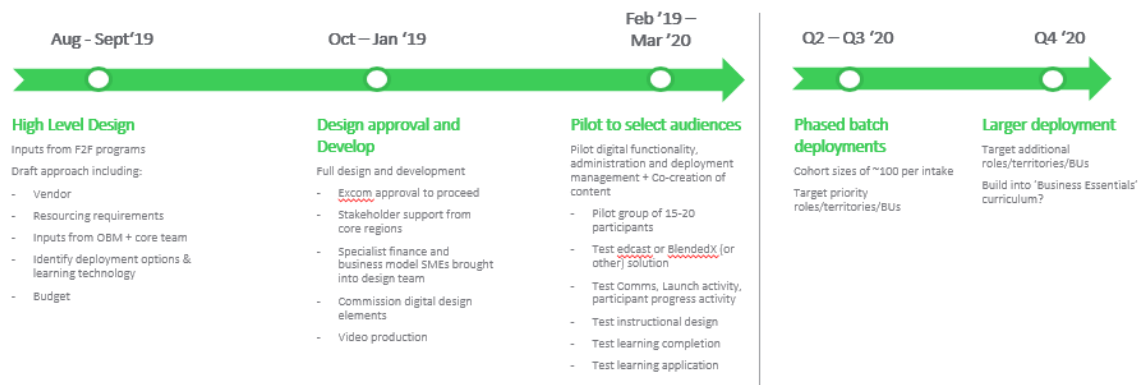 Aug - Sept'19
High Level Design
Inputs from F2F programs
Draft approach including:
- Vendor
- Resourcing requirements
- Inputs from OBM + core team
- Identify deployment options &
learning technology
- Budget
Oct – Jan '19
Design approval and
Develop
Full design and development
- Excom approval to proceed
- Stakeholder support from
core regions
- Specialist finance and
business model SMEs brought
into design team
- Commission digital design
elements
- Video production
Feb '19 –
Mar '20
Pilot to select audiences
Pilot digital functionality,
administration and deployment
management + Co-creation of
content
- Pilot group of 15-20
participants
- Test edcast or BlendedX (or
other) solution
- Test Comms, Launch activity,
participant progress activity
- Test instructional design
- Test learning completion
- Test learning application
Q2 – Q3 '20
Phased batch
deployments
Cohort sizes of ~100 per intake
Target priority
roles/territories/BUs
Q4 '20
Larger deployment
Target additional
roles/territories/BUs
Build into 'Business Essentials'
curriculum?